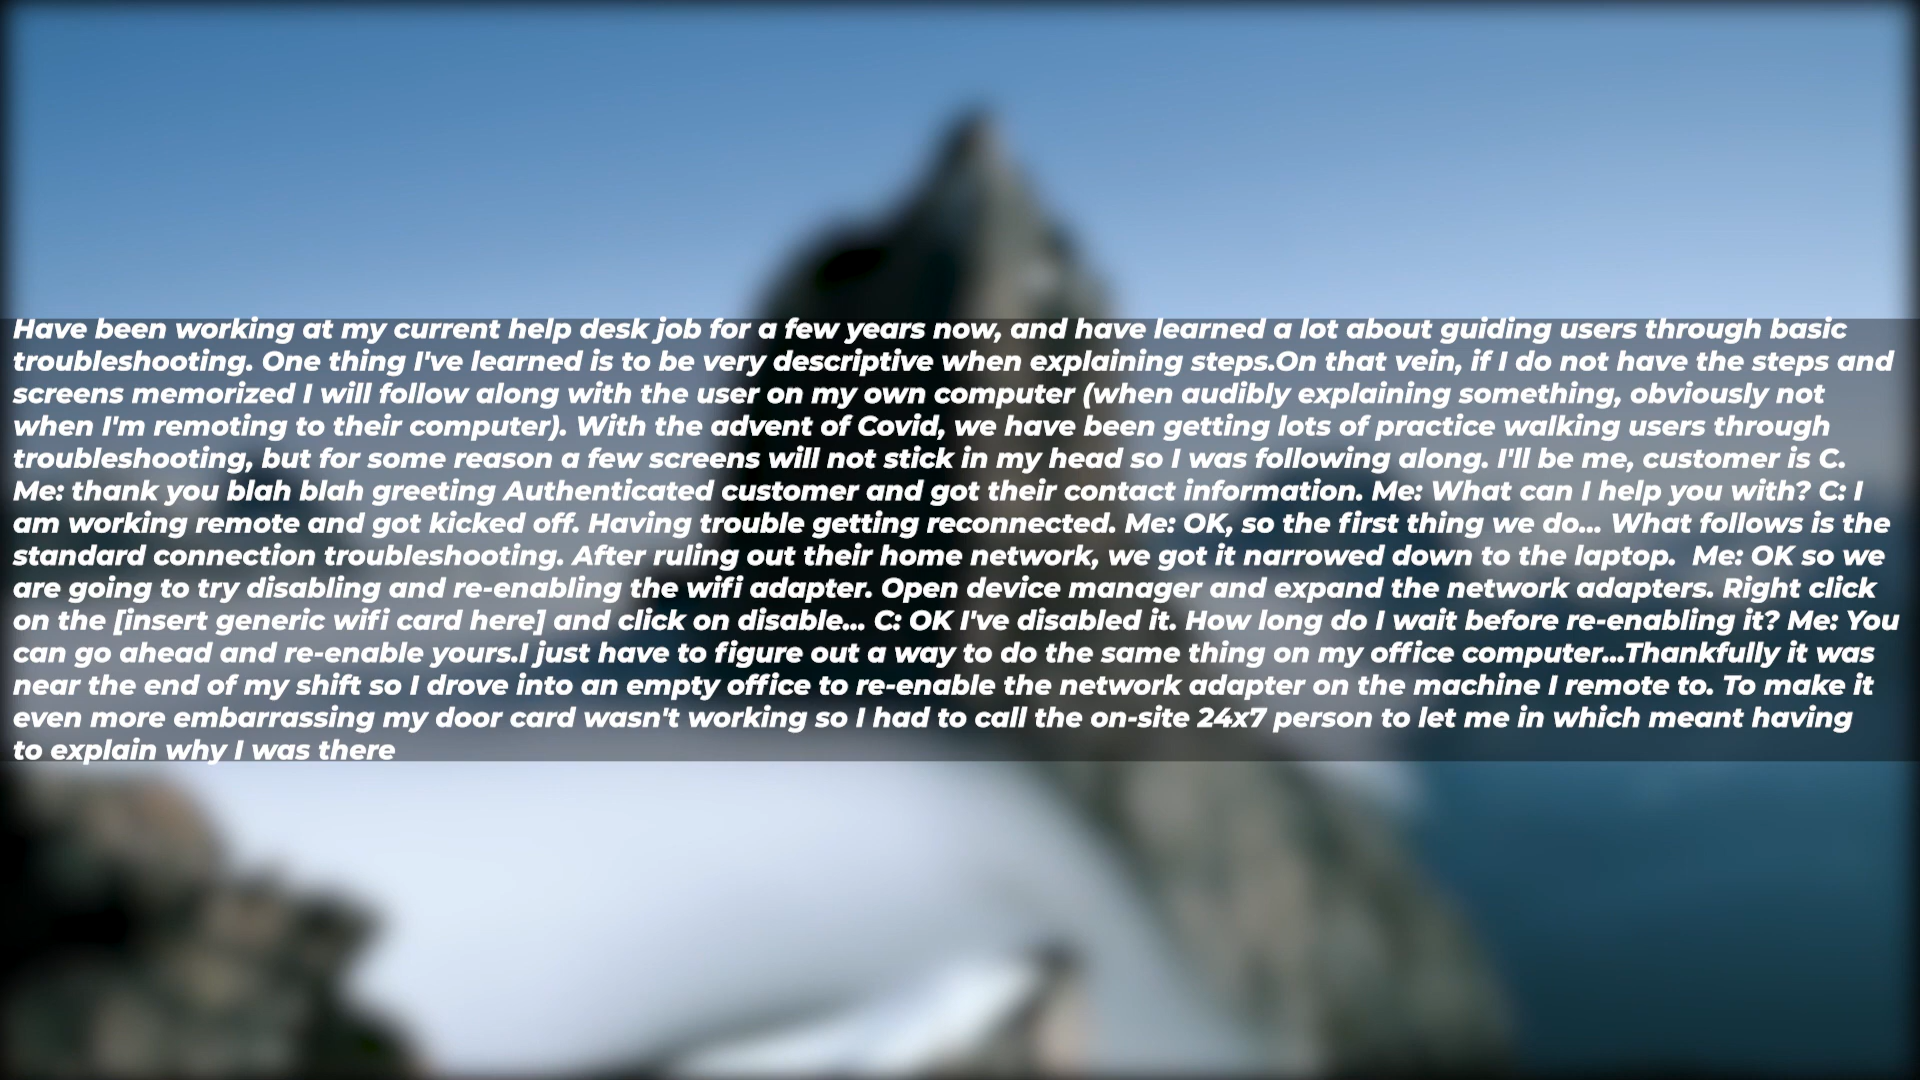 Have been working at my current help desk job for a few years now, and have learned a lot about guiding users through basic
troubleshooting. One thing I've learned is to be very descriptive when explaining steps.On that vein, if I do not have the steps and
screens memorized I will follow along with the user on my own computer (when audibly explaining something, obviously not
when I'm remoting to their computer). With the advent of Covid, we have been getting lots of practice walking users through
troubleshooting, but for some reason a few screens will not stick in my head so I was following along. I'll be me, customer is C.
Me: thank you blah blah greeting Authenticated customer and got their contact information. Me: What can I help you with? C: I
am working remote and got kicked off. Having trouble getting reconnected. Me: OK, so the first thing we do... What follows is the
standard connection troubleshooting. After ruling out their home network, we got it narrowed down to the laptop.  Me: OK so we
are going to try disabling and re-enabling the wifi adapter. Open device manager and expand the network adapters. Right click
on the [insert generic wifi card here] and click on disable... C: OK I've disabled it. How long do I wait before re-enabling it? Me: You
can go ahead and re-enable yours.I just have to figure out a way to do the same thing on my office computer...Thankfully it was
near the end of my shift so I drove into an empty office to re-enable the network adapter on the machine I remote to. To make it
even more embarrassing my door card wasn't working so I had to call the on-site 24x7 person to let me in which meant having
to explain why I was there